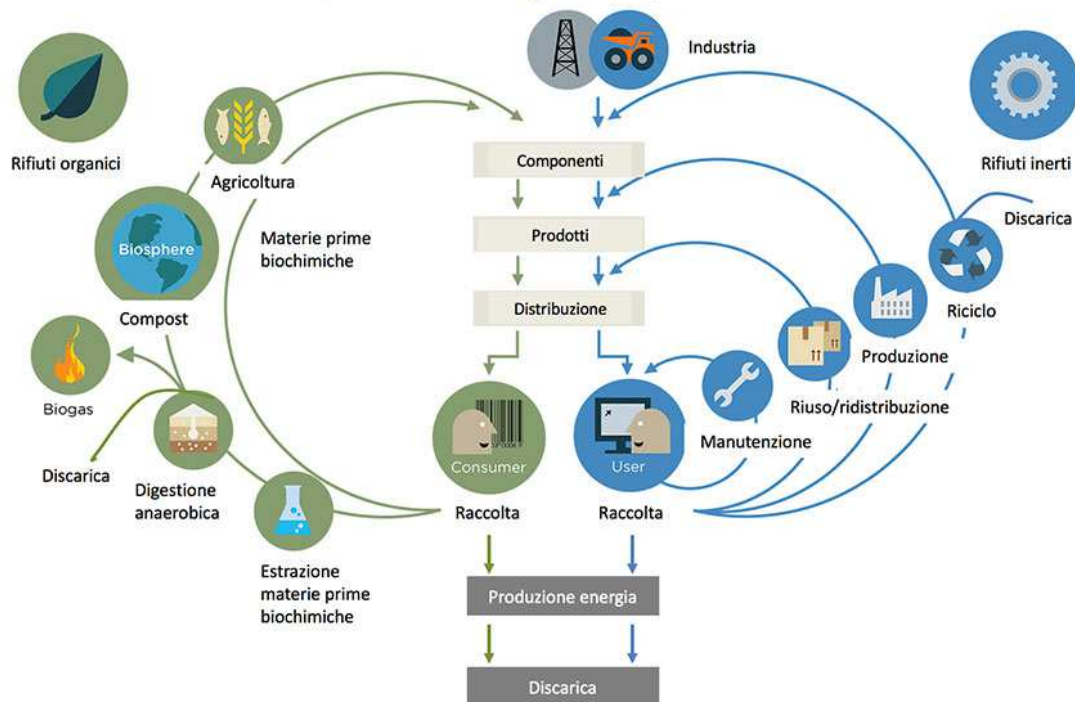 Industria
Rifiuti organici
Rifiuti inerti
Componenti
Agricoltura
Discarica
Prodotti
Materie prime
biochimiche
Biosphere
Distribuzione
Riciclo
Compost
Produzione
Biogas
Riuso/ridistribuzione
Manutenzione
Consumer
User
Discarica
Digestione
anaerobica
Raccolta
Raccolta
Estrazione
materie prime
biochimiche
Produzione energia
Discarica